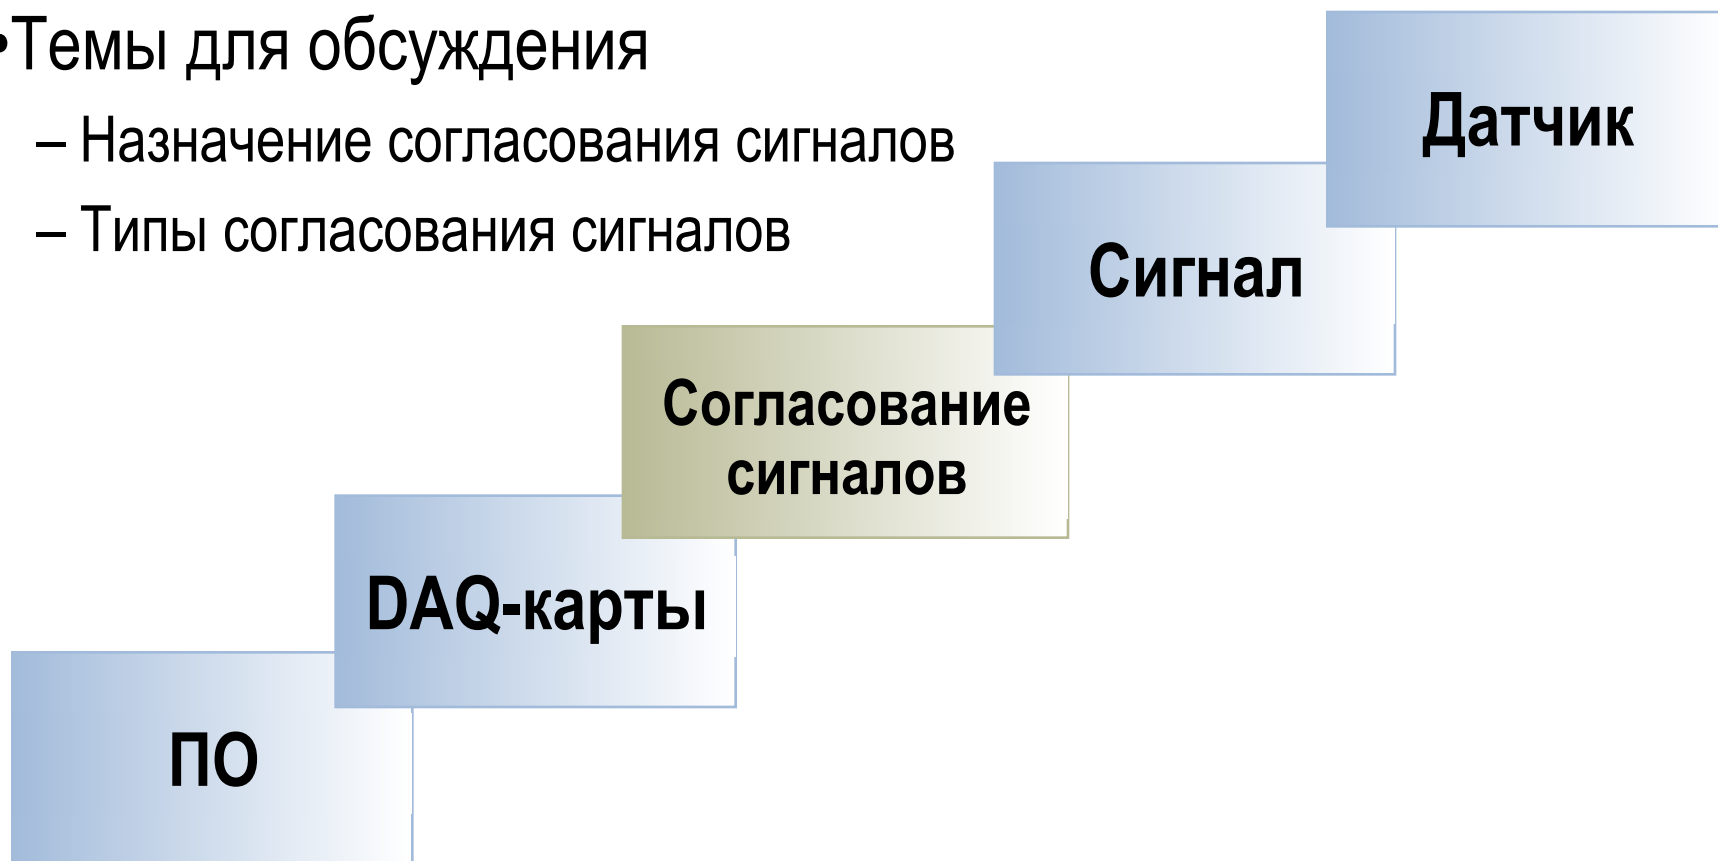 •Темы для обсуждения
– Назначение согласования сигналов
– Типы согласования сигналов
Датчик
Сигнал
Согласование
сигналов
DAQ-карты
ПО